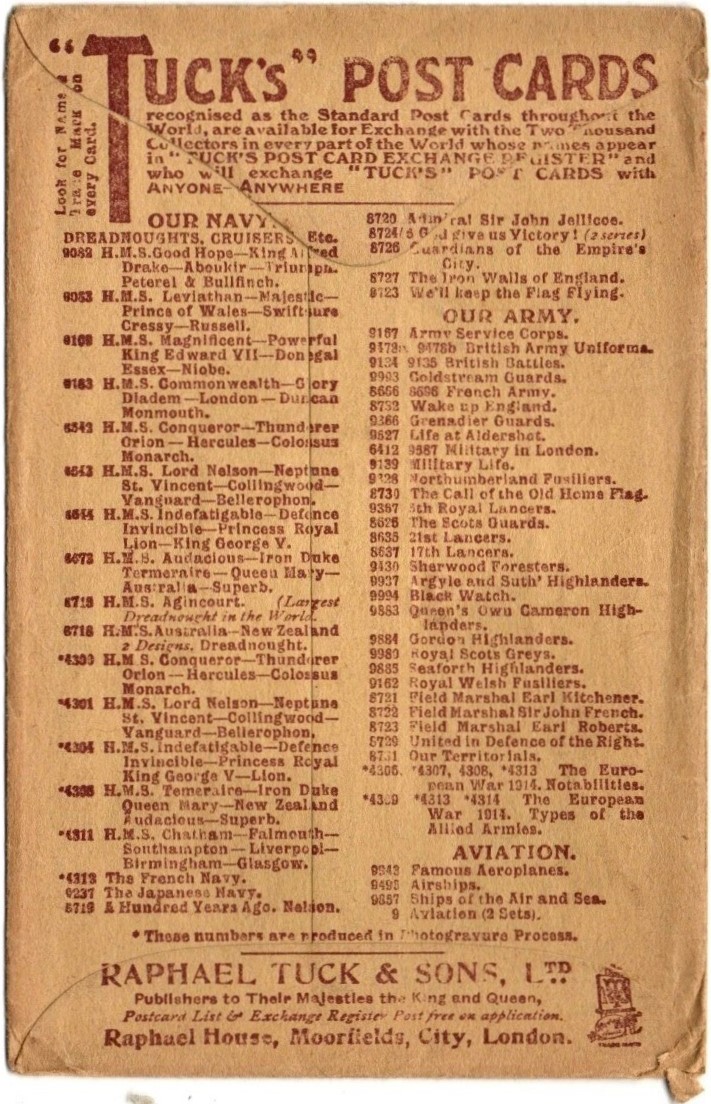 "TUCK'S" POST CARDS
Look for Name &
Trade Mark on
every Card.
recognised as the Standard Post Cards throughout the
World, are available for Exchange with the Two Thousand
Collectors in every part of the World whose names appear
in "TUCK'S POST CARD EXCHANGE REGISTER" and
who will exchange "TUCK'S" POST CARDS with
ANYONE—ANYWHERE
OUR NAVY.
DREADNOUGHTS, CRUISERS, Etc.
9082 H.M.S. Good Hope—King Alfred
Drake—Aboukir—Triumph.
Peterel & Bullfinch.
9083 H.M.S. Leviathan—Majestic—
Prince of Wales—Swiftsure
Cressy—Russell.
9109 H.M.S. Magnificent—Powerful
King Edward VII—Donegal
Essex—Niobe.
9183 H.M.S. Commonwealth—Glory
Diadem—London—Duncan
Monmouth.
H.M.S. Conqueror—Thunderer
Orion—Hercules—Colossus
Monarch.
H.M.S. Lord Nelson—Neptune
St. Vincent—Collingwood—
Vanguard—Bellerophon.
H.M.S. Indefatigable—Defence
Invincible—Princess Royal
Lion—King George V.
H.M.S. Audacious—Iron Duke
Termeraire—Queen Mary—
Australia—Superb.
8715 H.M.S. Agincourt. (Largest
Dreadnought in the World.
8716 H.M.S. Australia—New Zealand
2 Designs, Dreadnought.
*4300 H.M.S. Conqueror—Thunderer
Orion—Hercules—Colossus
Monarch.
*4301 H.M.S. Lord Nelson—Neptune
St. Vincent—Collingwood—
Vanguard—Bellerophon.
*4304 H.M.S. Indefatigable—Defence
Invincible—Princess Royal
King George V—Lion.
*4305 H.M.S. Temeraire—Iron Duke
Queen Mary—New Zealand
Audacious—Superb.
*4311 H.M.S. Chatham—Falmouth—
Southampton—Liverpool—
Birmingham—Glasgow.
*4312 The French Navy.
6237 The Japanese Navy.
8719 A Hundred Years Ago. Nelson.
8720 Admiral Sir John Jellicoe.
8724/5 God give us Victory! (2 series)
8726 Guardians of the Empire's
City.
8727 The Iron Walls of England.
8723 We'll keep the Flag Flying.
OUR ARMY.
9167 Army Service Corps.
9478b British Army Uniforms.
9134 9135 British Battles.
9993 Coldstream Guards.
8666 8696 French Army.
8732 Wake up England.
9366 Grenadier Guards.
9527 Life at Aldershot.
6412 9587 Military in London.
9139 Military Life.
9328 Northumberland Fusiliers.
8730 The Call of the Old Home Flag.
9367 5th Royal Lancers.
8626 The Scots Guards.
8635 21st Lancers.
8637 17th Lancers.
9430 Sherwood Foresters.
9937 Argyle and Suth' Highlanders.
9994 Black Watch.
9883 Queen's Own Cameron High-
landers.
9884 Gordon Highlanders.
9980 Royal Scots Greys.
9885 Seaforth Highlanders.
9162 Royal Welsh Fusiliers.
8721 Field Marshal Earl Kitchener.
8722 Field Marshal Sir John French.
8723 Field Marshal Earl Roberts.
8729 United in Defence of the Right.
8731 Our Territorials.
*4306, *4307, 4308, *4313 The Euro-
pean War 1914. Notabilities.
*4309 *4313 *4314 The European
War 1914. Types of the
Allied Armies.
AVIATION.
9943 Famous Aeroplanes.
9495 Airships.
9657 Ships of the Air and Sea.
9 Aviation (2 Sets).
* These numbers are produced in Photogravure Process.
RAPHAEL TUCK & SONS, LTD
Publishers to Their Majesties the King and Queen,
Postcard List & Exchange Register Post free on application.
Raphael House, Moorfields, City, London.